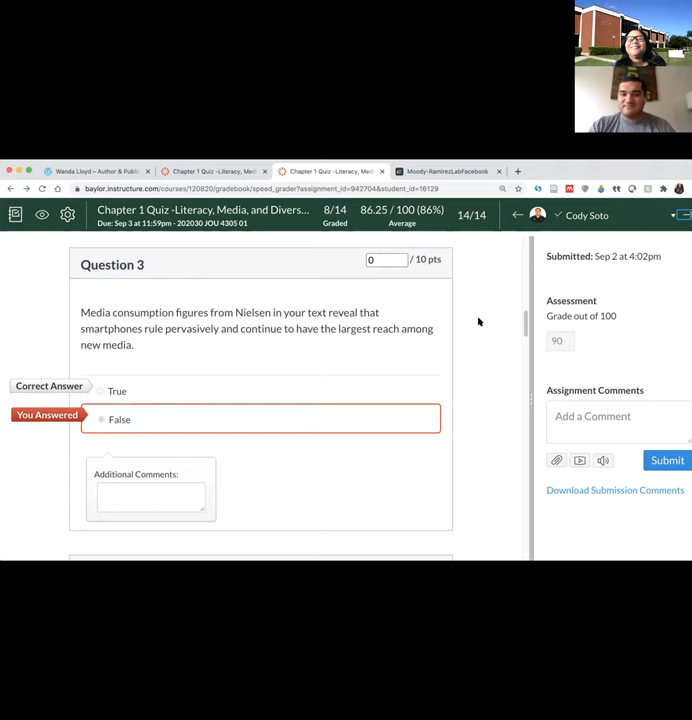 Wanda Lloyd – Author & Public
Chapter 1 Quiz -Literacy, Med
Chapter 1 Quiz -Literacy, Med
Moody-RamirezLabFacebook
baylor.instructure.com/courses/120820/gradebook/speed_grader?assignment_id=942704&student_id=16129
Chapter 1 Quiz -Literacy, Media, and Divers...
Due: Sep 3 at 11:59pm - 202030 JOU 4305 01
8/14
Graded
86.25 / 100 (86%)
Average
14/14
Cody Soto
Question 3
0 / 10 pts
Media consumption figures from Nielsen in your text reveal that
smartphones rule pervasively and continue to have the largest reach among
new media.
Correct Answer
True
You Answered
False
Additional Comments:
Submitted: Sep 2 at 4:02pm
Assessment
Grade out of 100
90
Assignment Comments
Add a Comment
Submit
Download Submission Comments